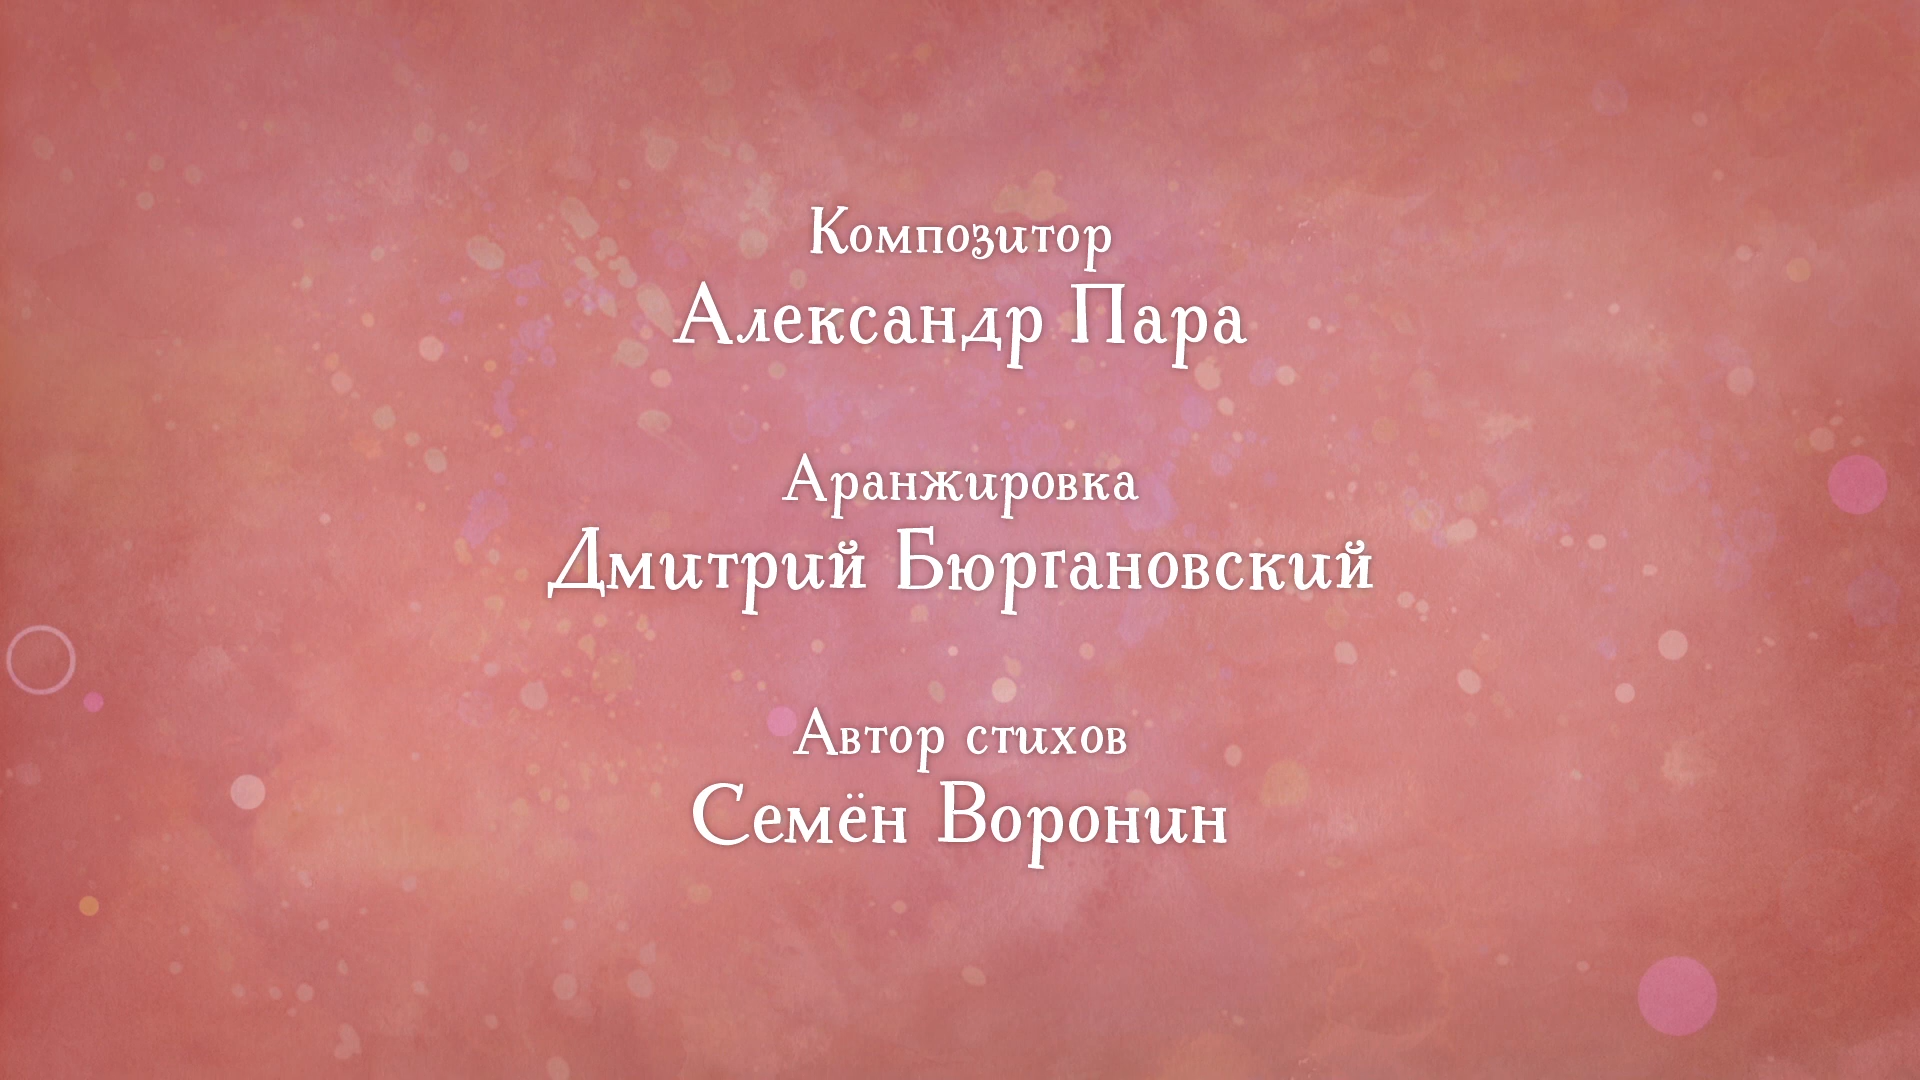 Композитор
Александр Пара
Аранжировка
Дмитрий Бюргановский
Автор стихов
Семён Воронин